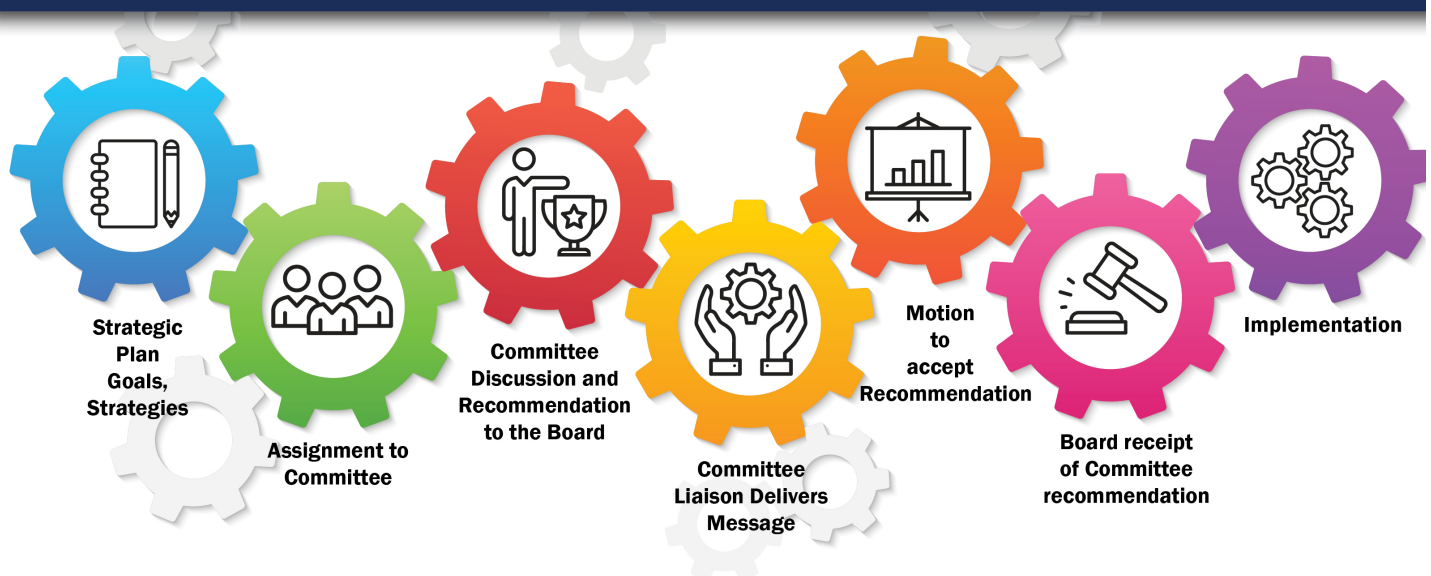 Strategic
Plan
Goals,
Strategies
Assignment to
Committee
Committee
Discussion and
Recommendation
to the Board
Committee
Liaison Delivers
Message
Motion
to
accept
Recommendation
Board receipt
of Committee
recommendation
Implementation